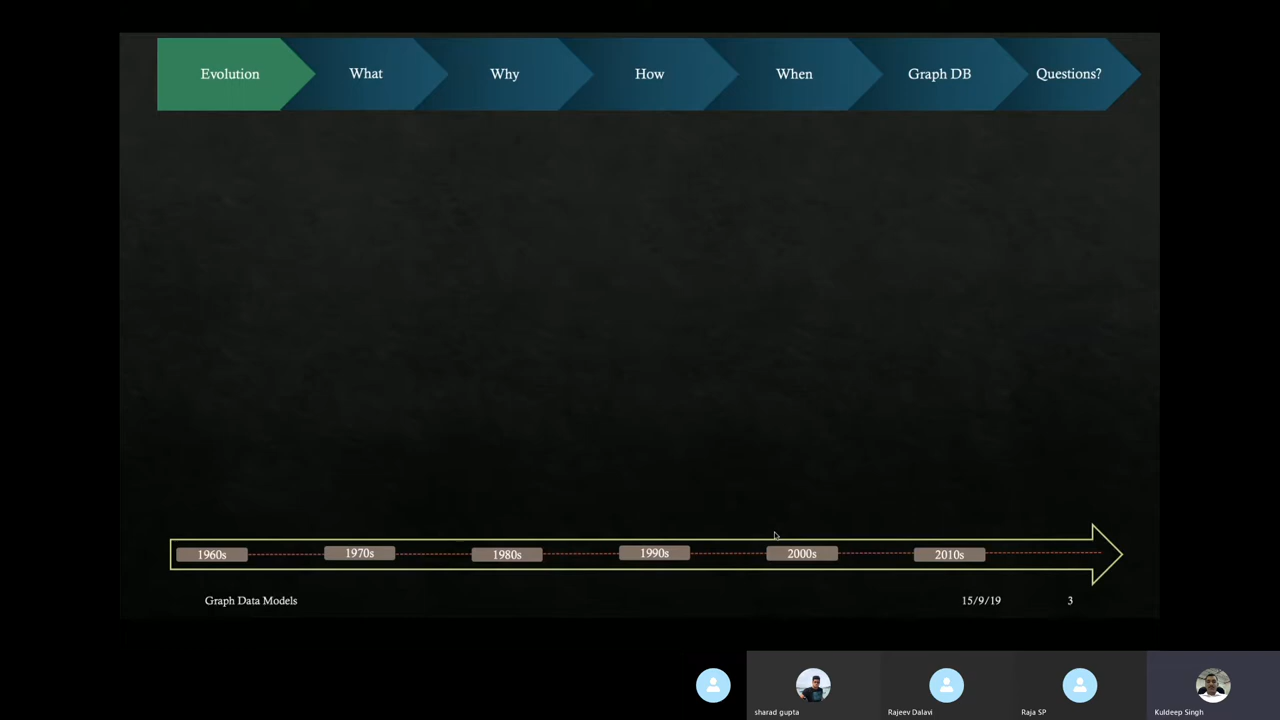 Evolution
What
Why
How
When
Graph DB
Questions?
1960s
1970s
1980s
1990s
2000s
2010s
Graph Data Models
15/9/19
3
sharad gupta
Rajeev Dalavi
Raja SP
Kuldeep Singh